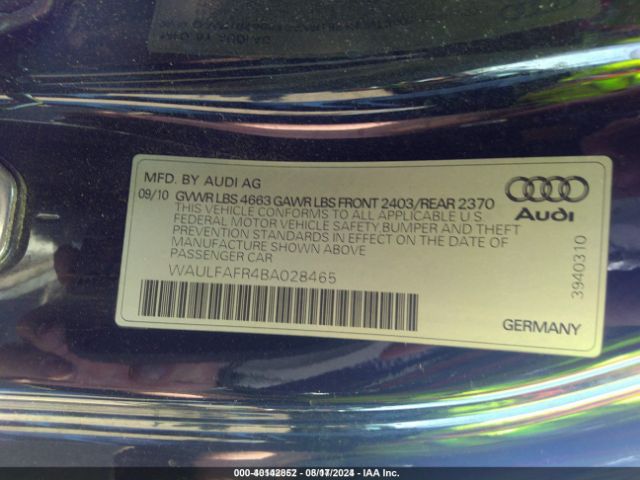 MFD. BY AUDI AG
09/10 GVWR LBS 4663 GAWR LBS FRONT 2403/REAR 2370
THIS VEHICLE CONFORMS TO ALL APPLICABLE U S
FEDERAL MOTOR VEHICLE SAFETY BUMPER AND THEFT
PREVENTION STANDARDS IN EFFECT ON THE DATE OF
MANUFACTURE SHOWN ABOVE
PASSENGER CAR
WAULFAFR4BA028465
Audi
3940310
GERMANY
- IAA Inc.